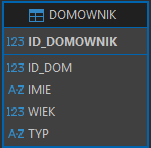 DOMOWNIK
123 ID_DOMOWNIK
123 ID_DOM
A-Z IMIE
123 WIEK
A-Z TYP